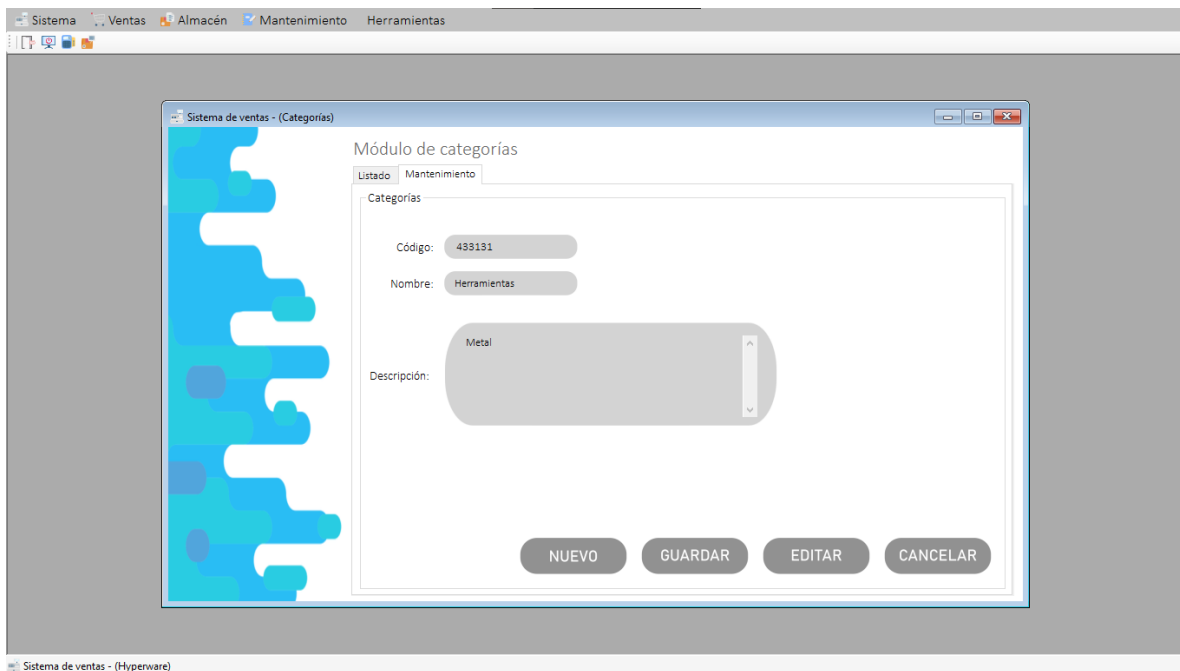 Sistema Ventas Almacén Mantenimiento Herramientas
Sistema de ventas - (Categorías)
Módulo de categorías
Listado Mantenimiento
Categorías
Código: 433131
Nombre: Herramientas
Descripción: Metal
NUEVO GUARDAR EDITAR CANCELAR
Sistema de ventas - (Hyperware)